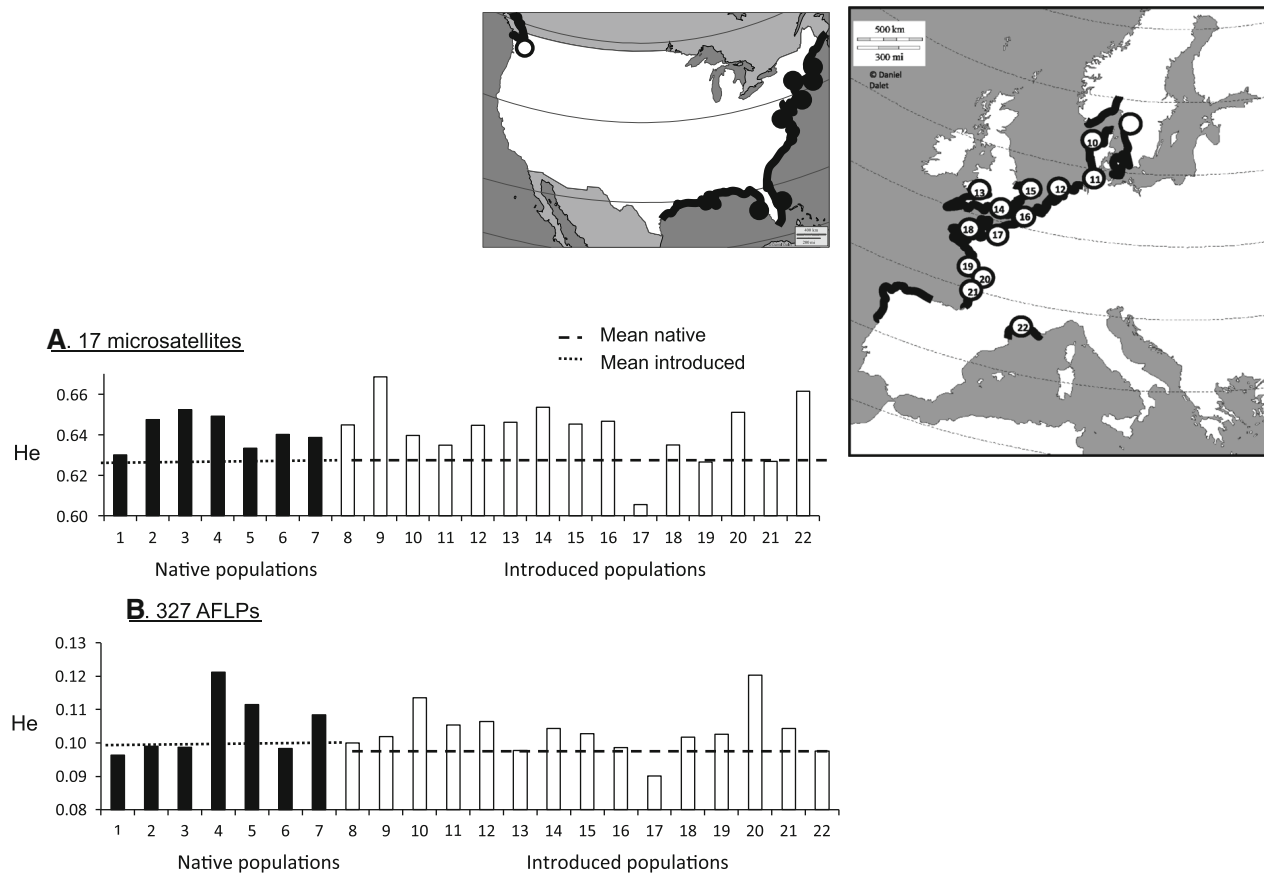 500 km
300 mi
© Daniel
Dalet
10
11
12
13
14
15
16
17
18
19
20
21
22
A. 17 microsatellites
Mean native
Mean introduced
He
0.66
0.64
0.62
0.60
1 2 3 4 5 6 7 8 9 10 11 12 13 14 15 16 17 18 19 20 21 22
Native populations Introduced populations
B. 327 AFLPs
He
0.13
0.12
0.11
0.10
0.09
0.08
1 2 3 4 5 6 7 8 9 10 11 12 13 14 15 16 17 18 19 20 21 22
Native populations Introduced populations